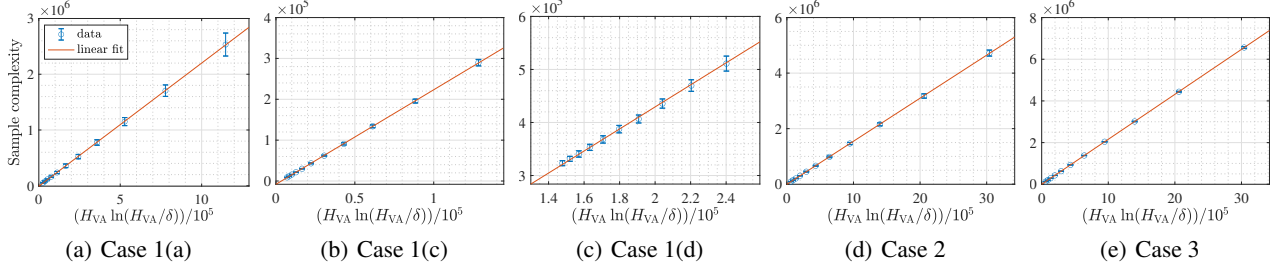 ×10⁶
data
linear fit
3
2
1
0
Sample complexity
5
10
(H_VA ln(H_VA/δ))/10⁵
(a) Case 1(a)
×10⁵
4
3
2
1
0
0
0.5
1
(H_VA ln(H_VA/δ))/10⁵
(b) Case 1(c)
×10⁵
6
5
4
3
1.4 1.6 1.8 2 2.2 2.4
(H_VA ln(H_VA/δ))/10⁵
(c) Case 1(d)
×10⁶
6
4
2
0
0 10 20 30
(H_VA ln(H_VA/δ))/10⁵
(d) Case 2
×10⁶
8
6
4
2
0
0 10 20 30
(H_VA ln(H_VA/δ))/10⁵
(e) Case 3